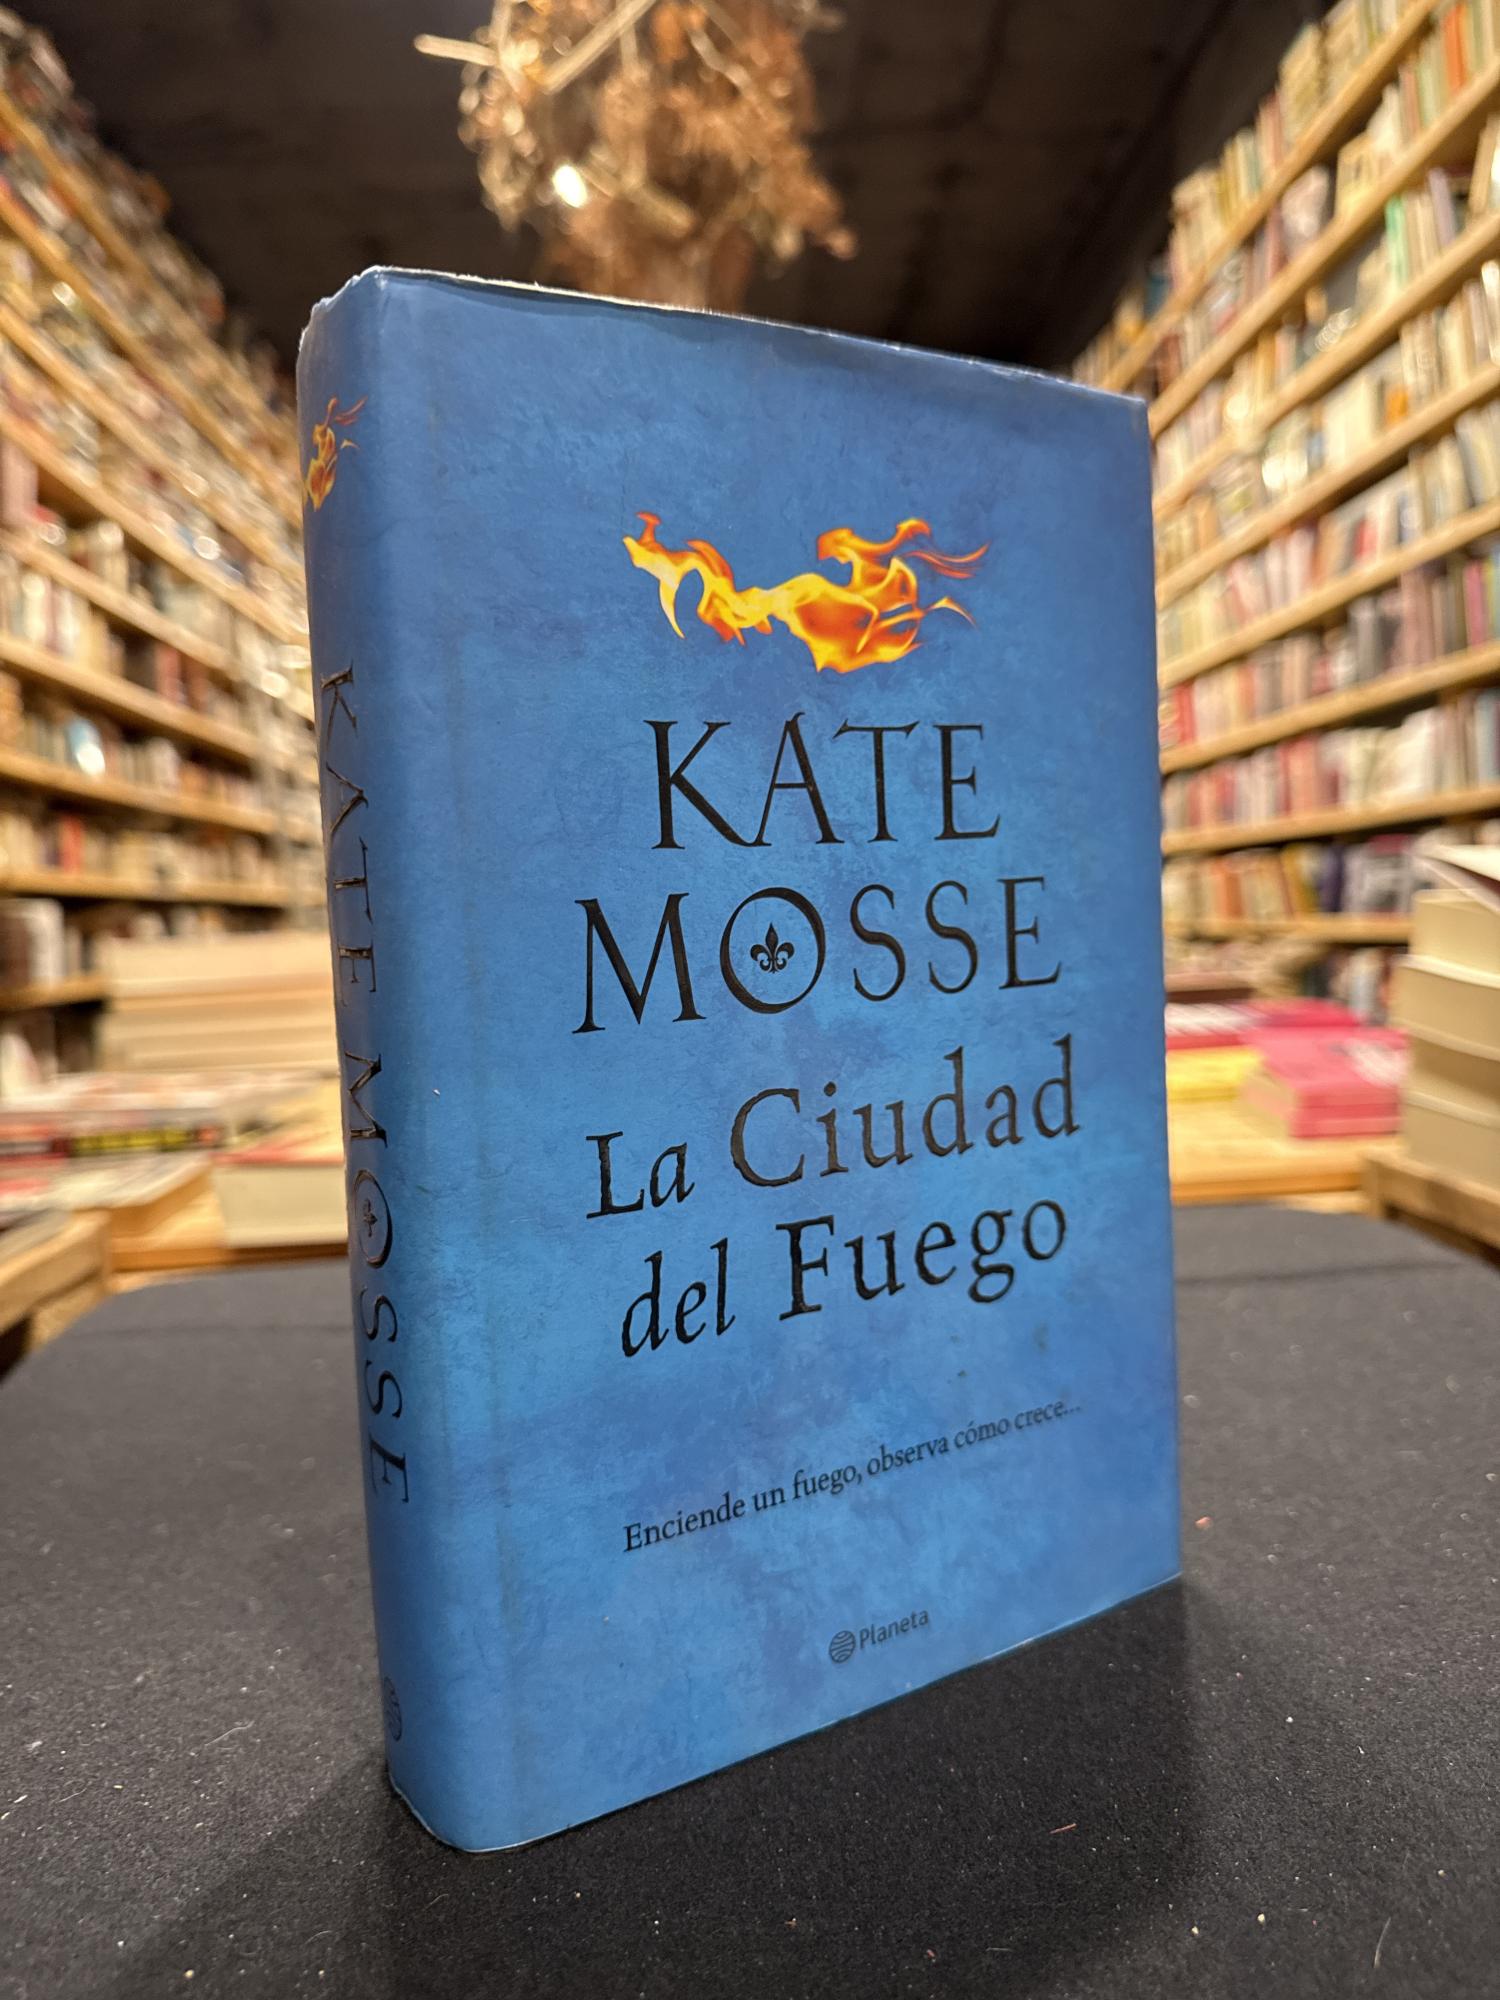 KATE MOSSE
KATE
MOSSE
La Ciudad
del Fuego
Enciende un fuego, observa cómo crece...
Planeta